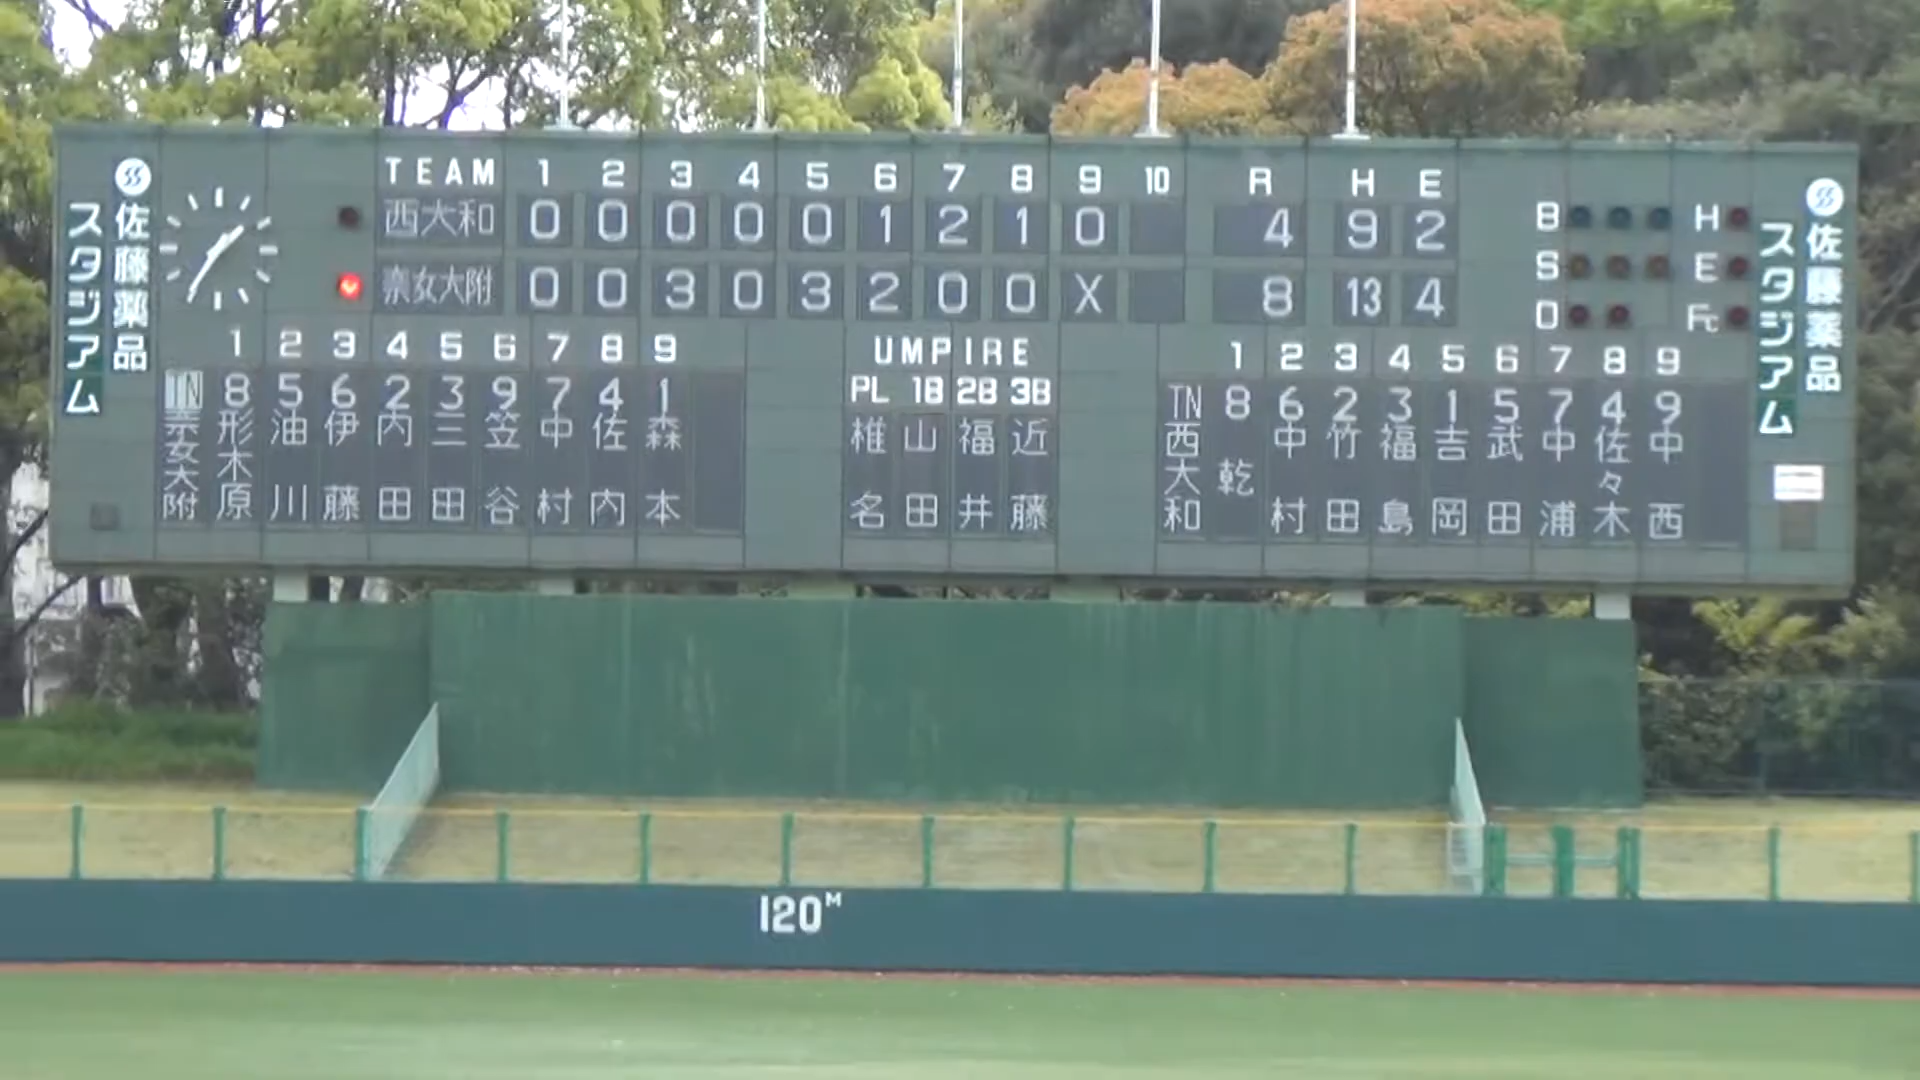 佐藤薬品
スタジアム
TEAM 1 2 3 4 5 6 7 8 9 10 R H E
西大和 0 0 0 0 0 1 2 1 0 4 9 2
奈女大附 0 0 3 0 3 2 0 0 X 8 13 4
B H
S E
O Fc
佐藤薬品
スタジアム
1 2 3 4 5 6 7 8 9
TN 8 5 6 2 3 9 7 4 1
奈女大附 形木原 油川 伊藤 内田 三田 笠谷 中村 佐内 森本
UMPIRE
PL 1B 2B 3B
椎名 山田 福井 近藤
1 2 3 4 5 6 7 8 9
TN 8 6 2 3 1 5 7 4 9
西大和 乾 中村 竹田 福島 吉岡 武田 中浦 佐々木 中西
120M